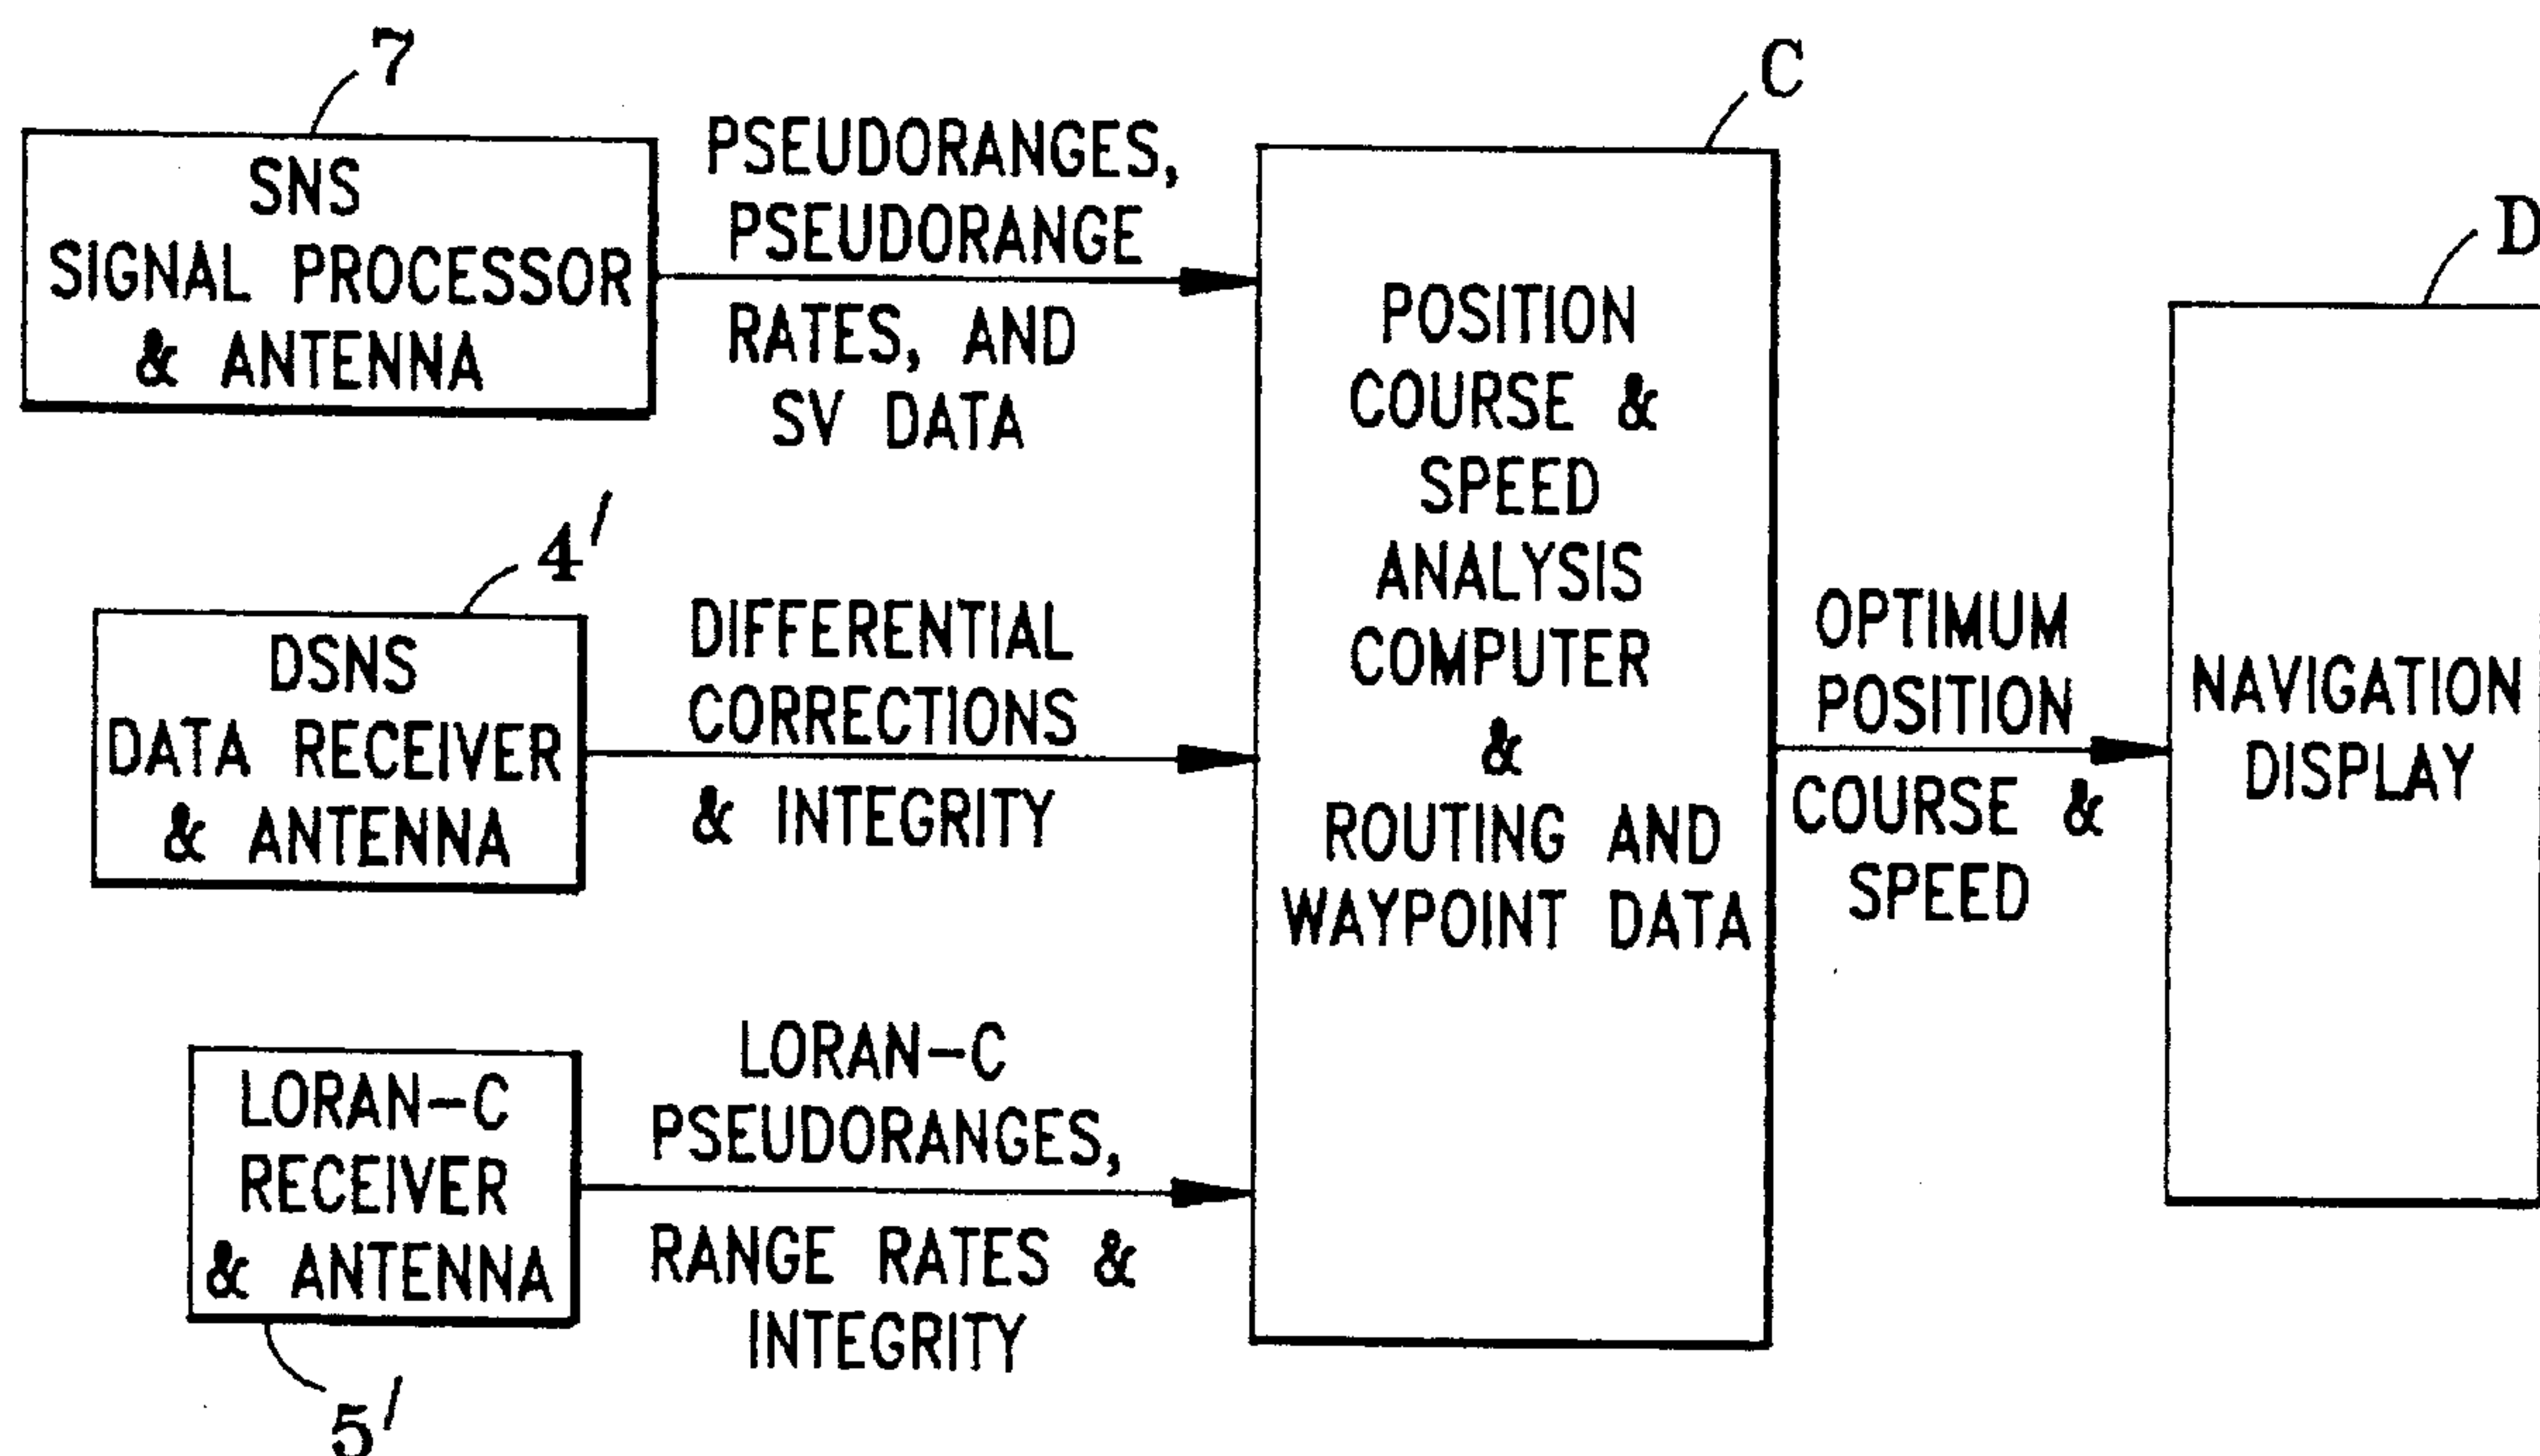 7
SNS
SIGNAL PROCESSOR
& ANTENNA
PSEUDORANGES,
PSEUDORANGE
RATES, AND
SV DATA
4'
DSNS
DATA RECEIVER
& ANTENNA
DIFFERENTIAL
CORRECTIONS
& INTEGRITY
LORAN-C
RECEIVER
& ANTENNA
5'
LORAN-C
PSEUDORANGES,
RANGE RATES &
INTEGRITY
C
POSITION
COURSE &
SPEED
ANALYSIS
COMPUTER
&
ROUTING AND
WAYPOINT DATA
OPTIMUM
POSITION
COURSE &
SPEED
D
NAVIGATION
DISPLAY